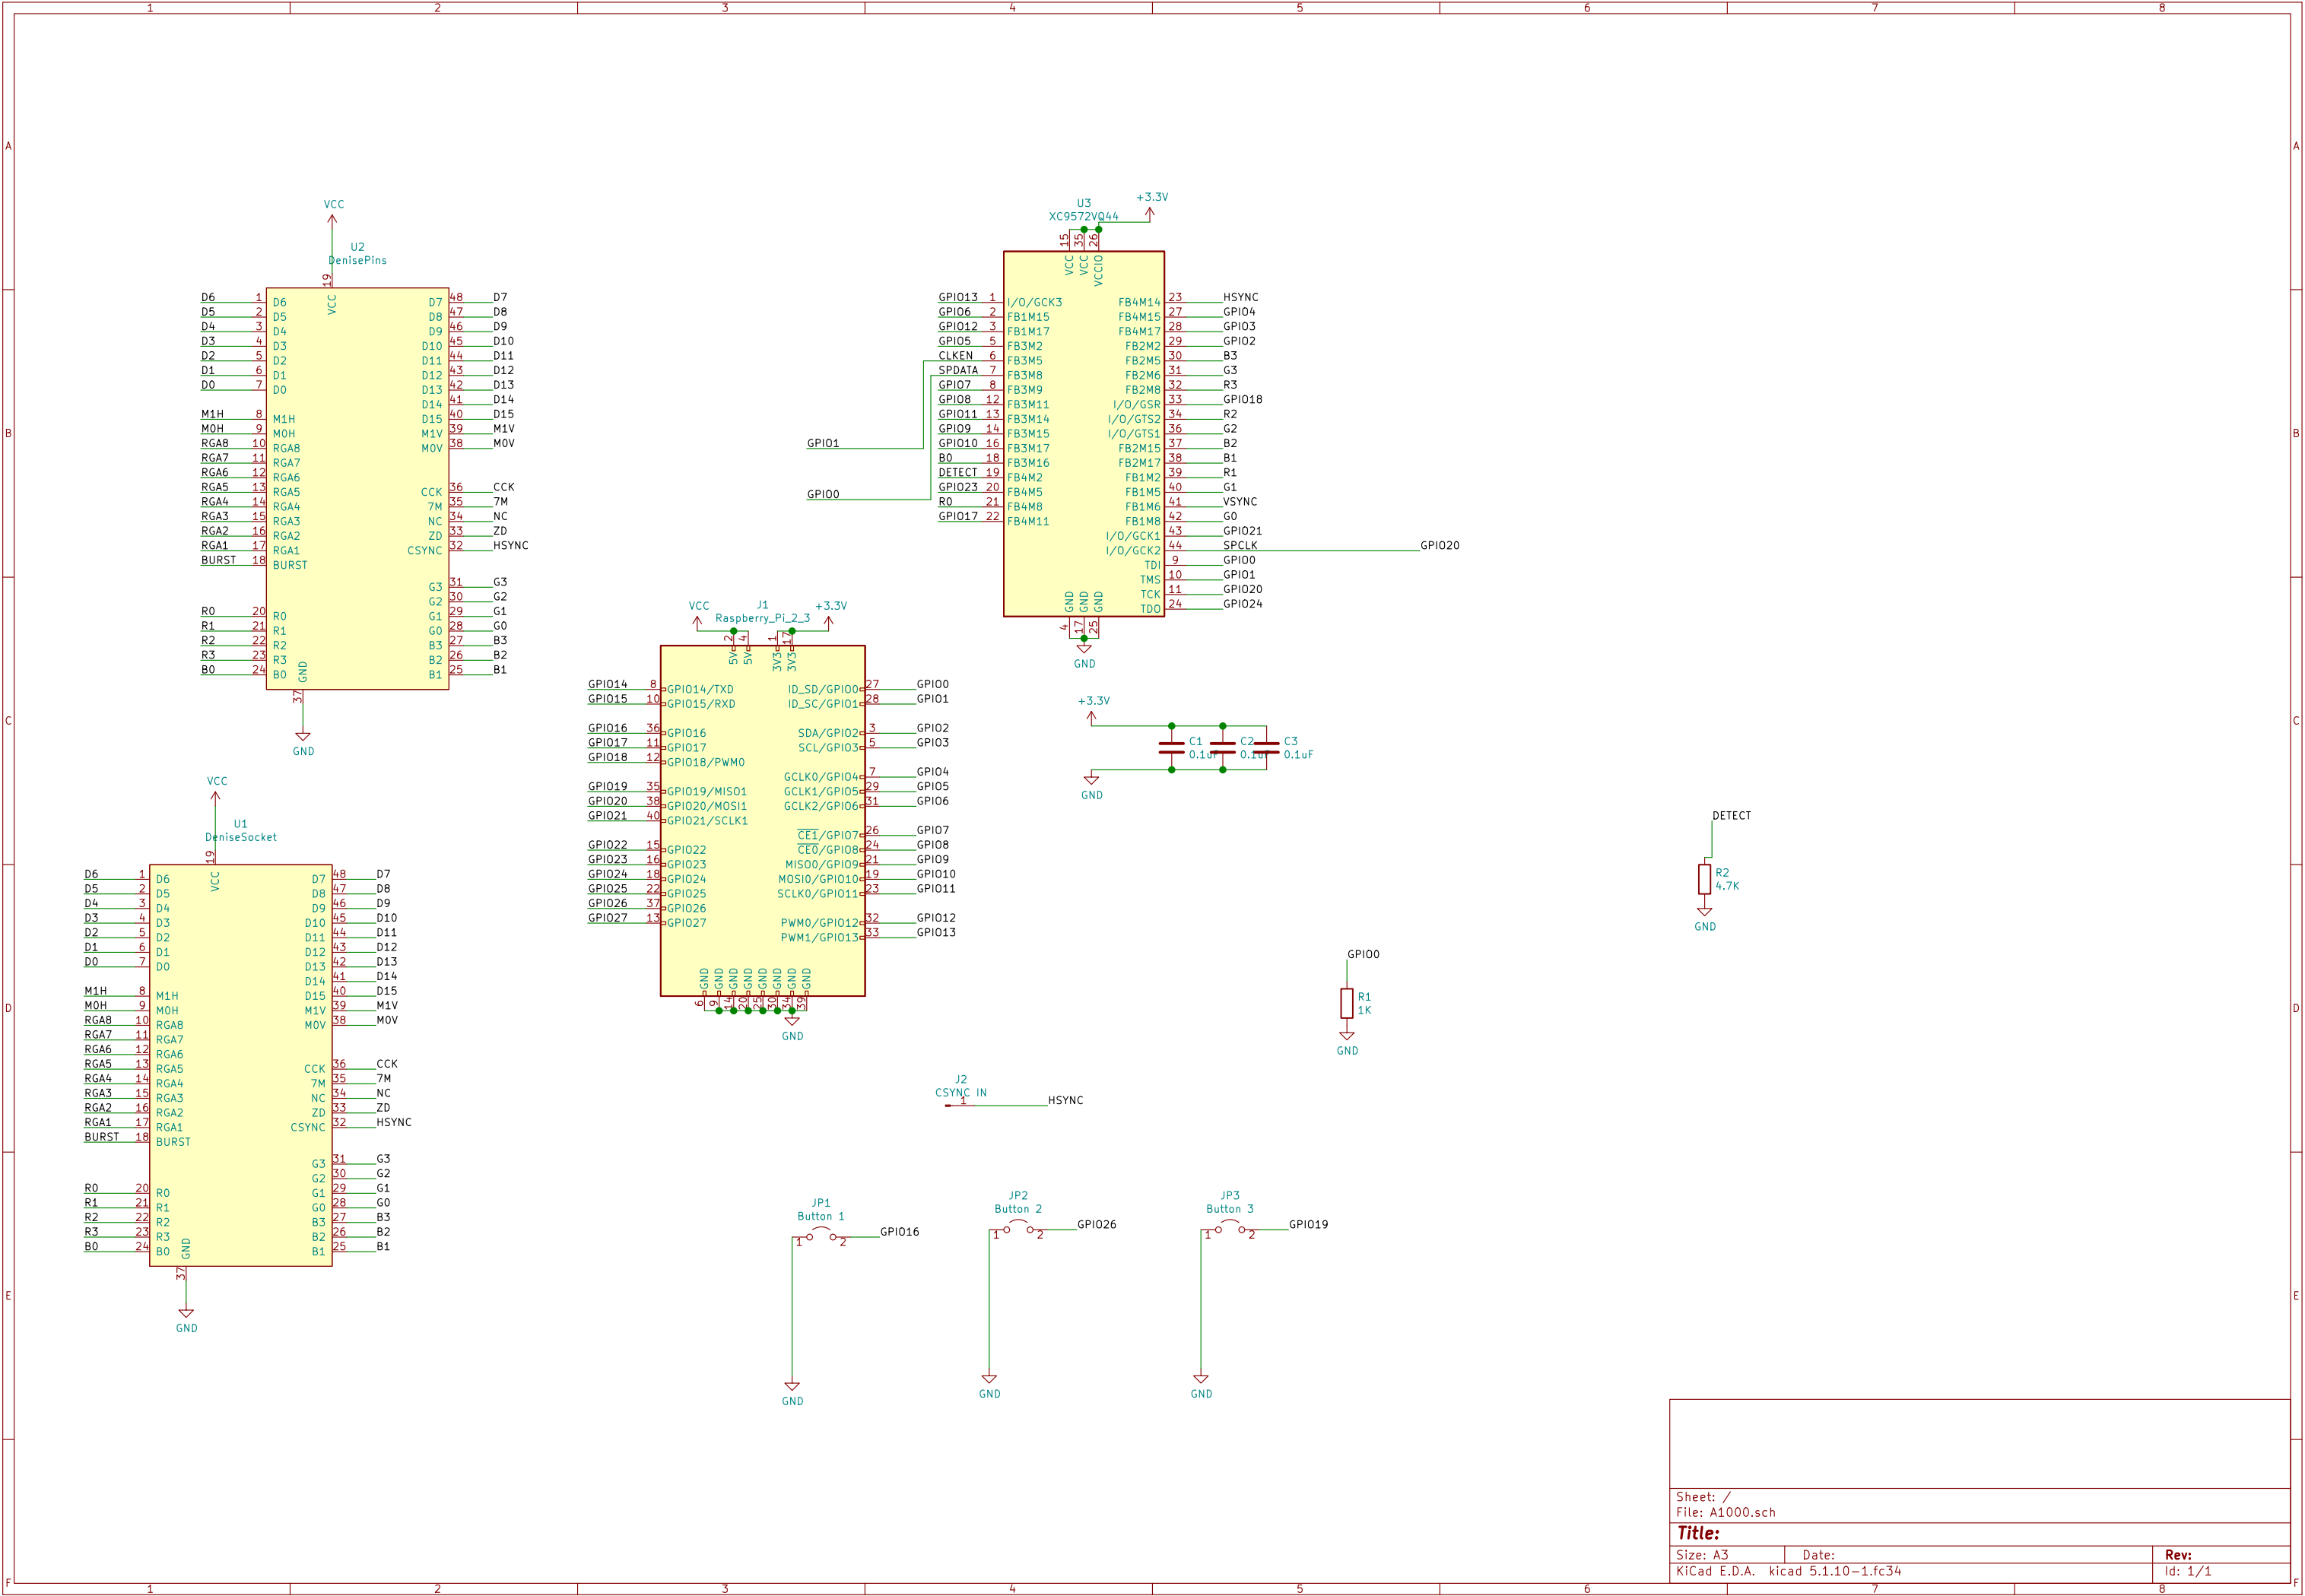 1 2 3 4 5 6 7 8
A A
B B
C C
D D
E E
F F
VCC
U2
DenisePins
19
VCC
D6 1 D6 D7 48 D7
D5 2 D5 D8 47 D8
D4 3 D4 D9 46 D9
D3 4 D3 D10 45 D10
D2 5 D2 D11 44 D11
D1 6 D1 D12 43 D12
D0 7 D0 D13 42 D13
D14 41 D14
M1H 8 M1H D15 40 D15
M0H 9 M0H M1V 39 M1V
RGA8 10 RGA8 M0V 38 M0V
RGA7 11 RGA7
RGA6 12 RGA6
RGA5 13 RGA5 CCK 36 CCK
RGA4 14 RGA4 7M 35 7M
RGA3 15 RGA3 NC 34 NC
RGA2 16 RGA2 ZD 33 ZD
RGA1 17 RGA1 CSYNC 32 HSYNC
BURST 18 BURST
G3 31 G3
G2 30 G2
R0 20 R0 G1 29 G1
R1 21 R1 G0 28 G0
R2 22 R2 B3 27 B3
R3 23 R3 B2 26 B2
B0 24 B0 B1 25 B1
GND
37
GND
VCC
U1
DeniseSocket
19
VCC
D6 1 D6 D7 48 D7
D5 2 D5 D8 47 D8
D4 3 D4 D9 46 D9
D3 4 D3 D10 45 D10
D2 5 D2 D11 44 D11
D1 6 D1 D12 43 D12
D0 7 D0 D13 42 D13
D14 41 D14
M1H 8 M1H D15 40 D15
M0H 9 M0H M1V 39 M1V
RGA8 10 RGA8 M0V 38 M0V
RGA7 11 RGA7
RGA6 12 RGA6
RGA5 13 RGA5 CCK 36 CCK
RGA4 14 RGA4 7M 35 7M
RGA3 15 RGA3 NC 34 NC
RGA2 16 RGA2 ZD 33 ZD
RGA1 17 RGA1 CSYNC 32 HSYNC
BURST 18 BURST
G3 31 G3
G2 30 G2
R0 20 R0 G1 29 G1
R1 21 R1 G0 28 G0
R2 22 R2 B3 27 B3
R3 23 R3 B2 26 B2
B0 24 B0 B1 25 B1
GND
37
GND
VCC
J1
Raspberry_Pi_2_3
+3.3V
2 4 1 17
5V 5V 3V3 3V3
GPIO14 8 GPIO14/TXD ID_SD/GPIO0 27 GPIO0
GPIO15 10 GPIO15/RXD ID_SC/GPIO1 28 GPIO1
GPIO16 36 GPIO16 SDA/GPIO2 3 GPIO2
GPIO17 11 GPIO17 SCL/GPIO3 5 GPIO3
GPIO18 12 GPIO18/PWM0
GCLK0/GPIO4 7 GPIO4
GPIO19 35 GPIO19/MISO1 GCLK1/GPIO5 29 GPIO5
GPIO20 38 GPIO20/MOSI1 GCLK2/GPIO6 31 GPIO6
GPIO21 40 GPIO21/SCLK1
CE1/GPIO7 26 GPIO7
GPIO22 15 GPIO22 CE0/GPIO8 24 GPIO8
GPIO23 16 GPIO23 MISO0/GPIO9 21 GPIO9
GPIO24 18 GPIO24 MOSI0/GPIO10 19 GPIO10
GPIO25 22 GPIO25 SCLK0/GPIO11 23 GPIO11
GPIO26 37 GPIO26
GPIO27 13 GPIO27 PWM0/GPIO12 32 GPIO12
PWM1/GPIO13 33 GPIO13
GND GND GND GND GND GND GND GND
6 9 14 20 25 30 34 39
GND
U3
XC9572VQ44
+3.3V
15 35 26
VCC VCC VCCIO
GPIO13 1 I/O/GCK3 FB4M14 23 HSYNC
GPIO6 2 FB1M15 FB4M15 27 GPIO4
GPIO12 3 FB1M17 FB4M17 28 GPIO3
GPIO5 5 FB3M2 FB2M2 29 GPIO2
CLKEN 6 FB3M5 FB2M5 30 B3
SPDATA 7 FB3M8 FB2M6 31 G3
GPIO7 8 FB3M9 FB2M8 32 R3
GPIO8 12 FB3M11 I/O/GSR 33 GPIO18
GPIO11 13 FB3M14 I/O/GTS2 34 R2
GPIO9 14 FB3M15 I/O/GTS1 36 G2
GPIO1 GPIO10 16 FB3M17 FB2M15 37 B2
B0 18 FB3M16 FB2M17 38 B1
DETECT 19 FB4M2 FB1M2 39 R1
GPIO0 GPIO23 20 FB4M5 FB1M5 40 G1
R0 21 FB4M8 FB1M6 41 VSYNC
GPIO17 22 FB4M11 FB1M8 42 G0
I/O/GCK1 43 GPIO21
I/O/GCK2 44 SPCLK GPIO20
TDI 9 GPIO0
TMS 10 GPIO1
TCK 11 GPIO20
TDO 24 GPIO24
GND GND GND
4 17 25
GND
+3.3V
C1 C2 C3
0.1uF 0.1uF 0.1uF
GND
DETECT
R2
4.7K
GND
GPIO0
R1
1K
GND
J2
CSYNC IN
1 HSYNC
JP1
Button 1
1 2 GPIO16
GND
JP2
Button 2
1 2 GPIO26
GND
JP3
Button 3
1 2 GPIO19
GND
Sheet: /
File: A1000.sch
Title:
Size: A3 Date: Rev:
KiCad E.D.A. kicad 5.1.10-1.fc34 Id: 1/1
1 2 3 4 5 6 7 8